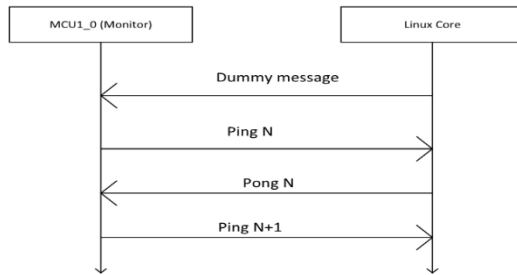 MCU1_0 (Monitor)
Linux Core
Dummy message
Ping N
Pong N
Ping N+1